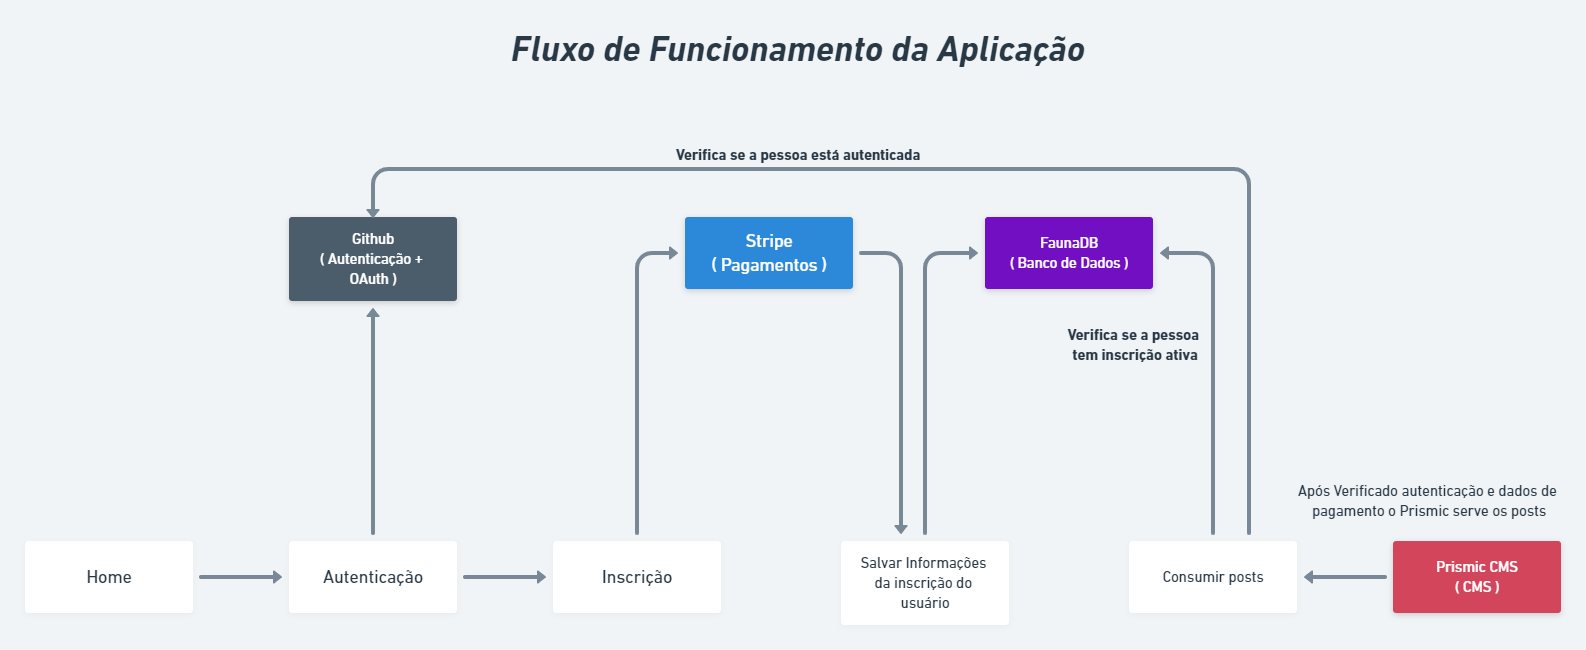 Fluxo de Funcionamento da Aplicação
Verifica se a pessoa está autenticada
Github
( Autenticação +
OAuth )
Stripe
( Pagamentos )
FaunaDB
( Banco de Dados )
Verifica se a pessoa
tem inscrição ativa
Após Verificado autenticação e dados de
pagamento o Prismic serve os posts
Home
Autenticação
Inscrição
Salvar Informações
da inscrição do
usuário
Consumir posts
Prismic CMS
( CMS )